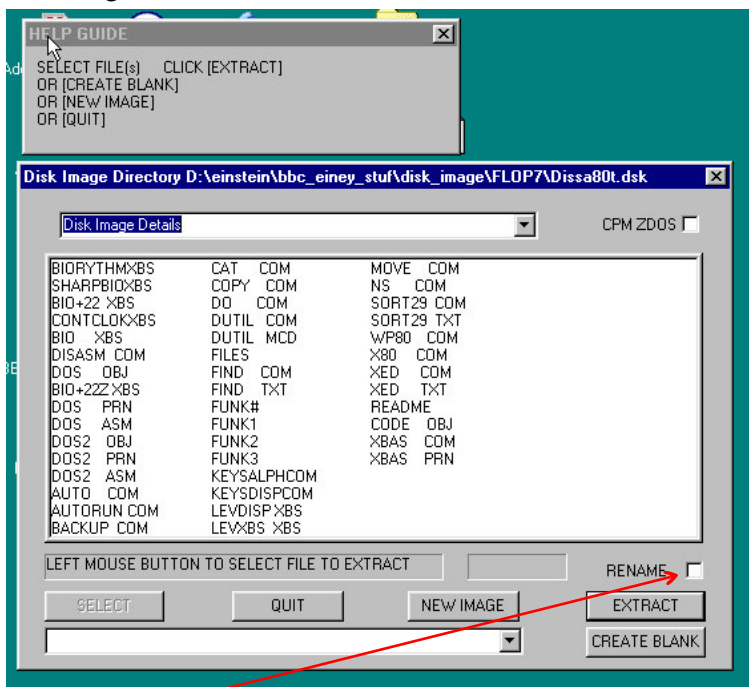 HELP GUIDE
SELECT FILE(s) CLICK [EXTRACT]
OR [CREATE BLANK]
OR [NEW IMAGE]
OR [QUIT]
Disk Image Directory D:\einstein\bbc_einey_stuf\disk_image\FLOP7\Dissa80t.dsk
Disk Image Details
CPM ZDOS
BIORYTHMXBS CAT COM MOVE COM
SHARPBIOXBS COPY COM NS COM
BIO+22 XBS DO COM SORT29 COM
CONTCLOKXBS DUTIL COM SORT29 TXT
BIO XBS DUTIL MCD WP80 COM
DISASM COM FILES X80 COM
DOS OBJ FIND COM XED COM
BIO+22Z XBS FIND TXT XED TXT
DOS PRN FUNK# README
DOS ASM FUNK1 CODE OBJ
DOS2 OBJ FUNK2 XBAS COM
DOS2 PRN FUNK3 XBAS PRN
DOS2 ASM KEYSALPHCOM
AUTO COM KEYSDISPCOM
AUTORUN COM LEVDISP XBS
BACKUP COM LEVXBS XBS
LEFT MOUSE BUTTON TO SELECT FILE TO EXTRACT
RENAME
SELECT QUIT NEW IMAGE EXTRACT
CREATE BLANK